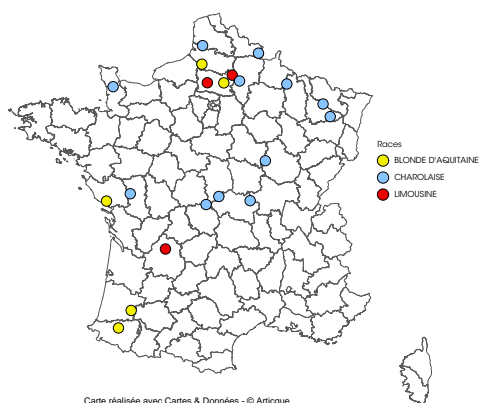 Races
BLONDE D'AQUITAINE
CHAROLAISE
LIMOUSINE
Carte réalisée avec Cartes & Données - © Articque